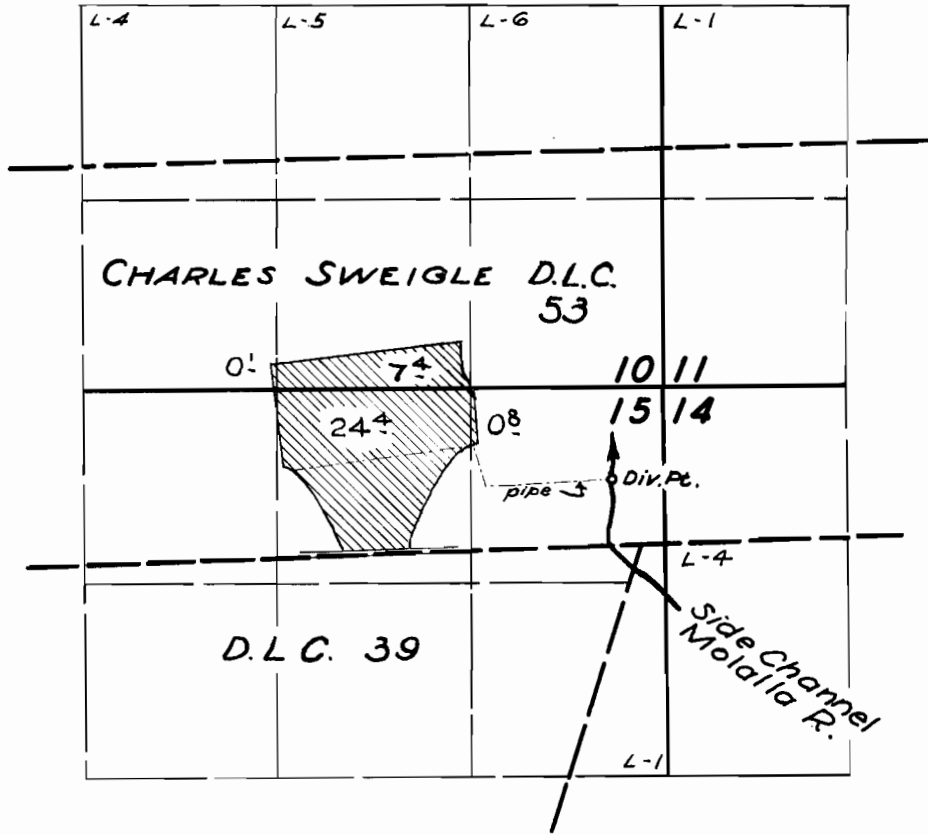 L-4
L-5
L-6
L-1
CHARLES SWEIGLE D.L.C.
53
0.1
7.4
10 11
15 14
24.4
0.8
pipe
Div.Pt.
L-4
D.L.C. 39
Side Channel
Molalla R.
L-1